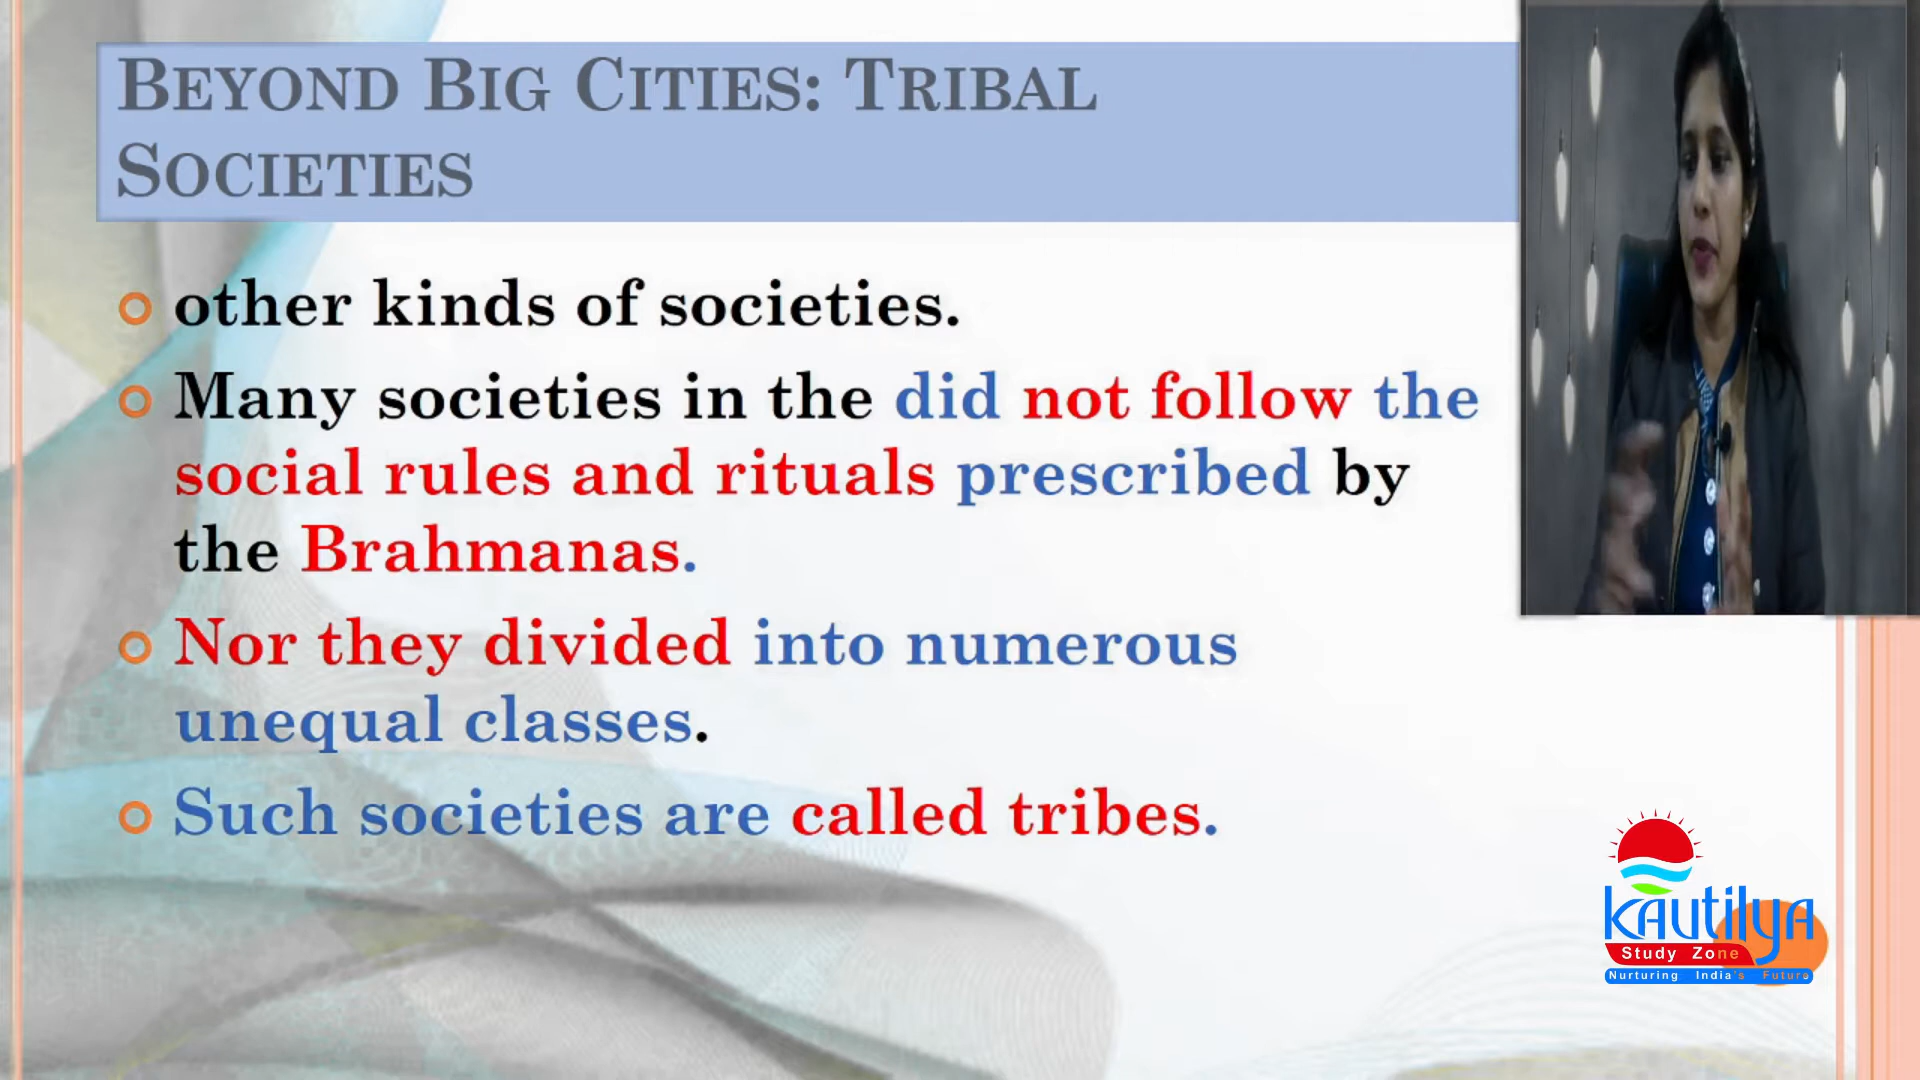 BEYOND BIG CITIES: TRIBAL
SOCIETIES
other kinds of societies.
Many societies in the did not follow the
social rules and rituals prescribed by
the Brahmanas.
Nor they divided into numerous
unequal classes.
Such societies are called tribes.
kautilya
Study Zone
Nurturing India's Future